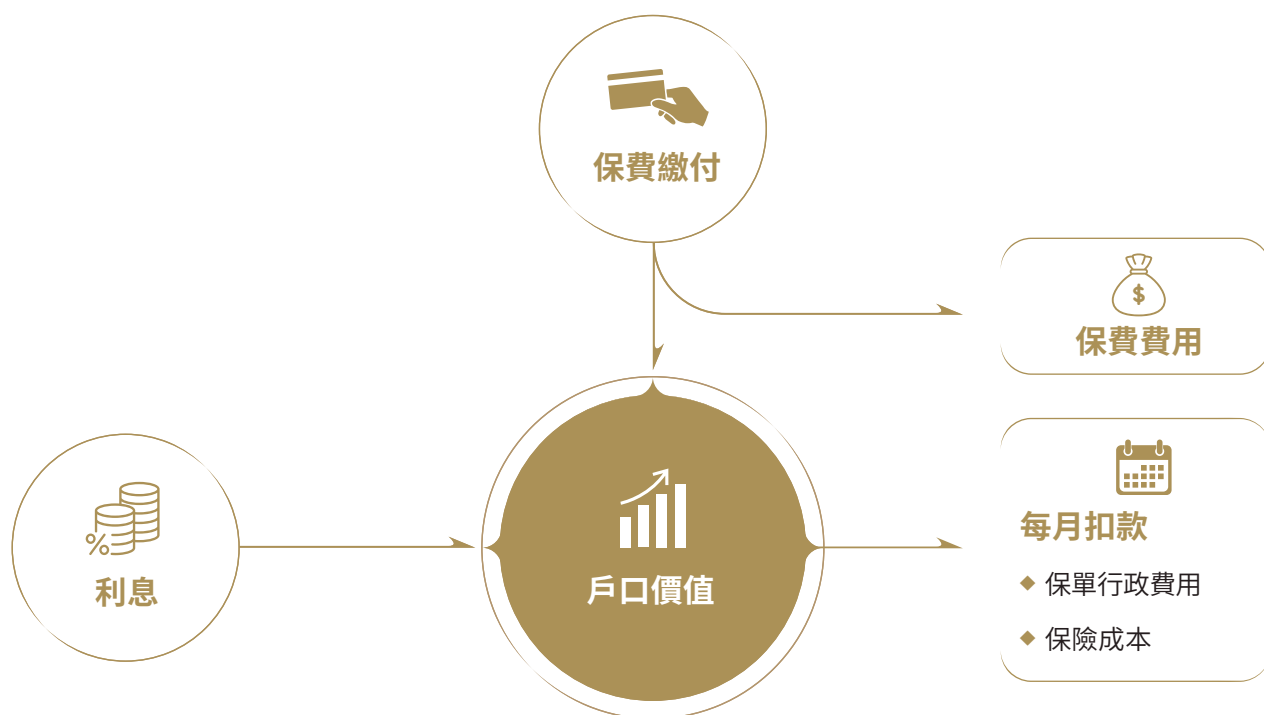 保費繳付
$
保費費用
%
利息
戶口價值
每月扣款
◆ 保單行政費用
◆ 保險成本